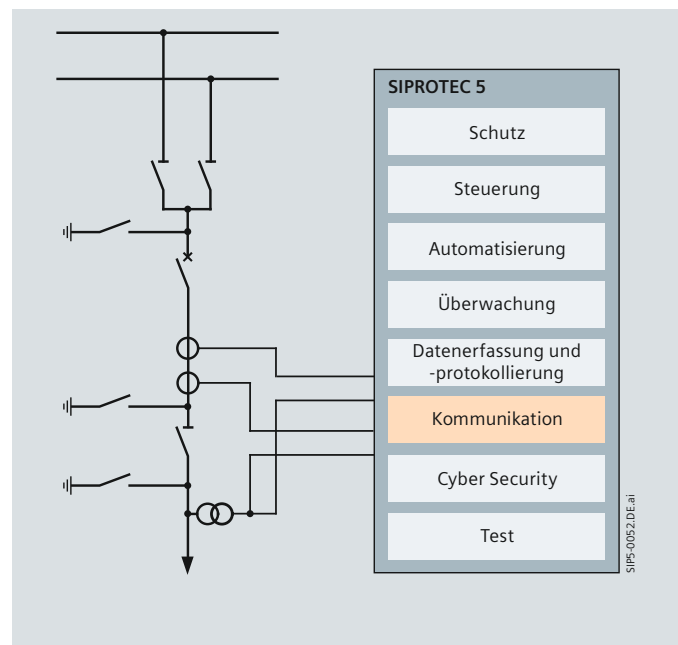 SIPROTEC 5
Schutz
Steuerung
Automatisierung
Überwachung
Datenerfassung und
-protokollierung
Kommunikation
Cyber Security
Test
SIP5-0052.DE.ai